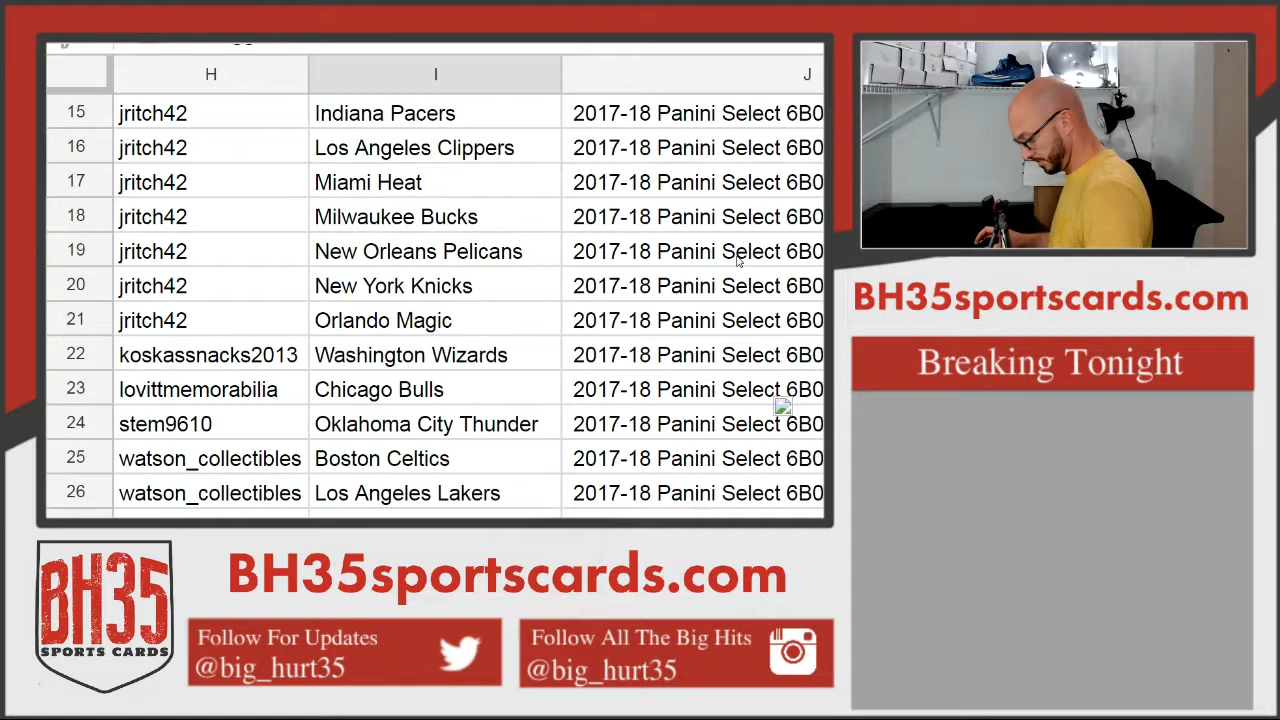 H I J
15 jritch42 Indiana Pacers 2017-18 Panini Select 6B0
16 jritch42 Los Angeles Clippers 2017-18 Panini Select 6B0
17 jritch42 Miami Heat 2017-18 Panini Select 6B0
18 jritch42 Milwaukee Bucks 2017-18 Panini Select 6B0
19 jritch42 New Orleans Pelicans 2017-18 Panini Select 6B0
20 jritch42 New York Knicks 2017-18 Panini Select 6B0
21 jritch42 Orlando Magic 2017-18 Panini Select 6B0
22 koskassnacks2013 Washington Wizards 2017-18 Panini Select 6B0
23 lovittmemorabilia Chicago Bulls 2017-18 Panini Select 6B0
24 stem9610 Oklahoma City Thunder 2017-18 Panini Select 6B0
25 watson_collectibles Boston Celtics 2017-18 Panini Select 6B0
26 watson_collectibles Los Angeles Lakers 2017-18 Panini Select 6B0
BH35sportscards.com
Breaking Tonight
BH35
SPORTS CARDS
BH35sportscards.com
Follow For Updates
@big_hurt35
Follow All The Big Hits
@big_hurt35